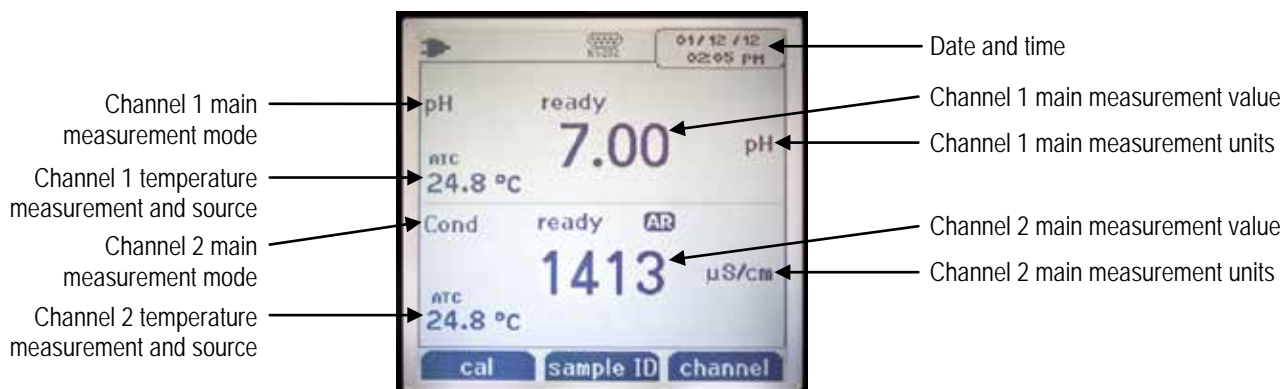 01/12/12
RS232
02:05 PM
Date and time
Channel 1 main
measurement mode
pH
ready
7.00
pH
Channel 1 main measurement value
Channel 1 main measurement units
ATC
24.8 °C
Channel 1 temperature
measurement and source
Cond
ready
AR
1413
µS/cm
Channel 2 main
measurement mode
Channel 2 main measurement value
Channel 2 main measurement units
ATC
24.8 °C
Channel 2 temperature
measurement and source
cal
sample ID
channel